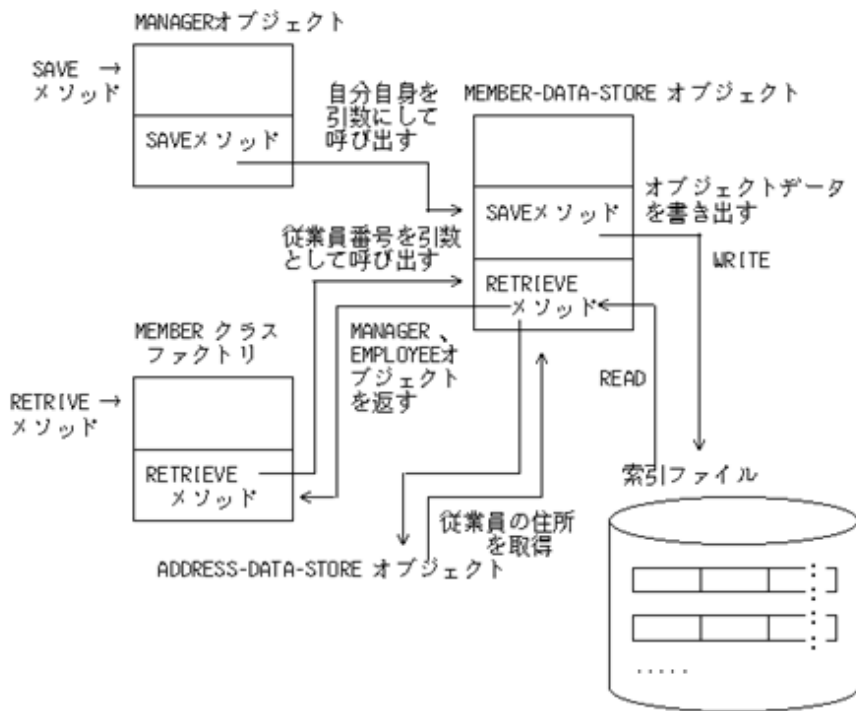 MANAGERオブジェクト
SAVE →
メソッド
SAVEメソッド
自分自身を
引数にして
呼び出す
MEMBER-DATA-STORE オブジェクト
SAVEメソッド
オブジェクトデータ
を書き出す
WRITE
従業員番号を引数
として呼び出す
RETRIEVE
メソッド
MEMBER クラス
ファクトリ
MANAGER 、
EMPLOYEEオ
ブジェクト
を返す
READ
RETRIVE →
メソッド
RETRIEVE
メソッド
索引ファイル
従業員の住所
を取得
ADDRESS-DATA-STORE オブジェクト
.....